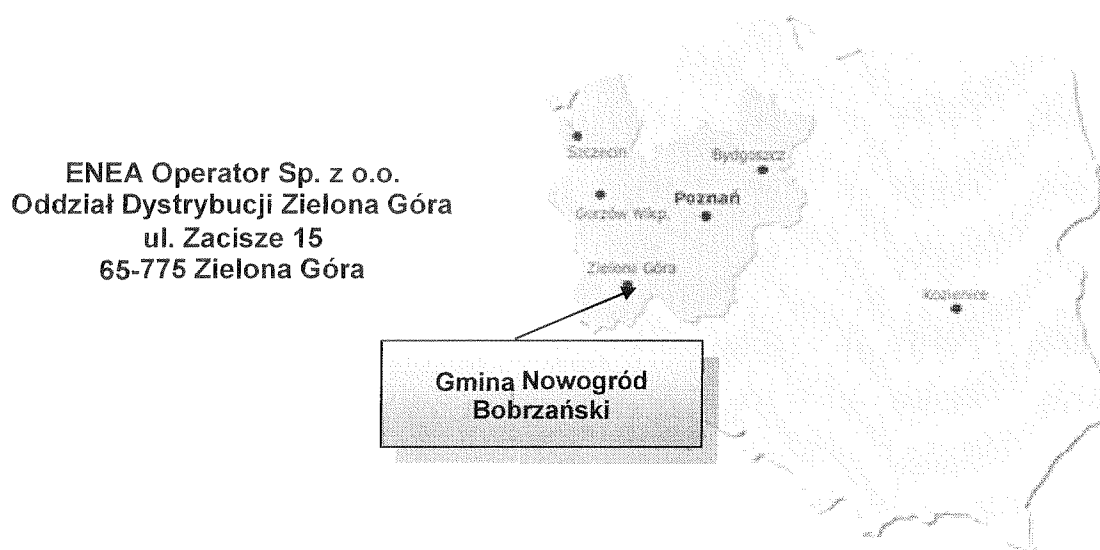 ENEA Operator Sp. z o.o.
Oddział Dystrybucji Zielona Góra
ul. Zacisze 15
65-775 Zielona Góra
Szczecin
Bydgoszcz
Gorzów Wlkp.
Poznań
Zielona Góra
Kozienice
Gmina Nowogród
Bobrzański